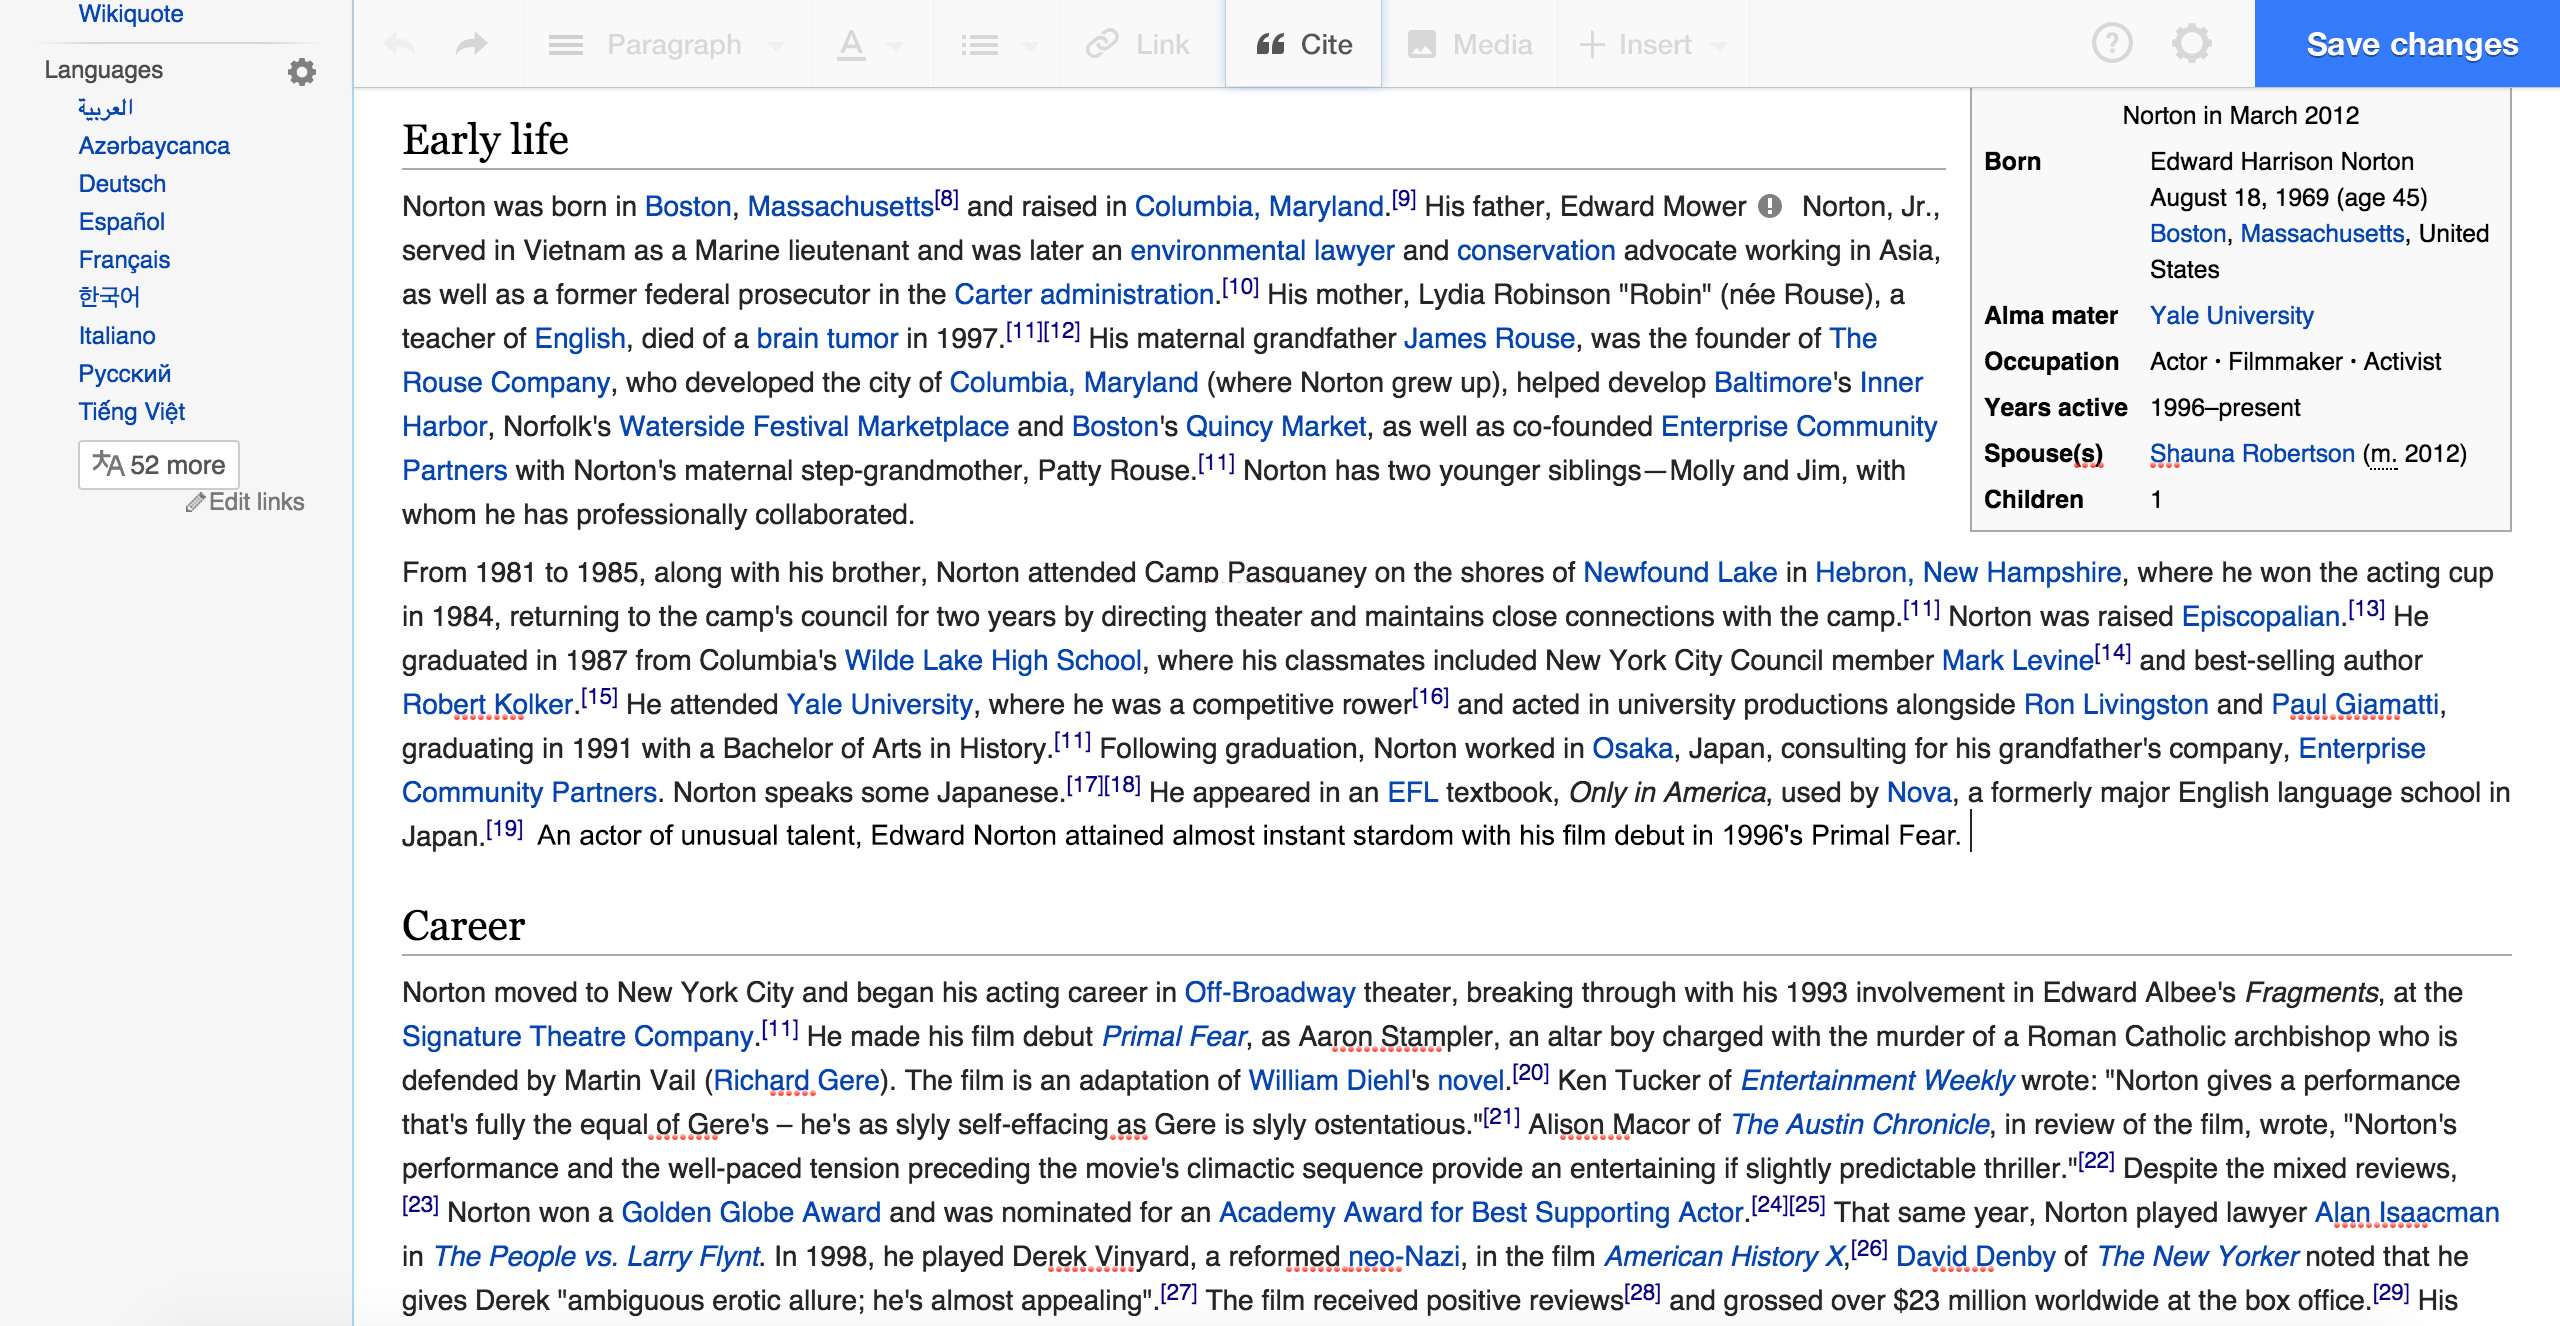 Wikiquote
Languages
العربية
Azərbaycanca
Deutsch
Español
Français
한국어
Italiano
Русский
Tiếng Việt
52 more
Edit links
Paragraph
A
Link
Cite
Media
Insert
Save changes
Early life
Norton was born in Boston, Massachusetts[8] and raised in Columbia, Maryland.[9] His father, Edward Mower Norton, Jr.,
served in Vietnam as a Marine lieutenant and was later an environmental lawyer and conservation advocate working in Asia,
as well as a former federal prosecutor in the Carter administration.[10] His mother, Lydia Robinson "Robin" (née Rouse), a
teacher of English, died of a brain tumor in 1997.[11][12] His maternal grandfather James Rouse, was the founder of The
Rouse Company, who developed the city of Columbia, Maryland (where Norton grew up), helped develop Baltimore's Inner
Harbor, Norfolk's Waterside Festival Marketplace and Boston's Quincy Market, as well as co-founded Enterprise Community
Partners with Norton's maternal step-grandmother, Patty Rouse.[11] Norton has two younger siblings—Molly and Jim, with
whom he has professionally collaborated.
Norton in March 2012
Born Edward Harrison Norton
August 18, 1969 (age 45)
Boston, Massachusetts, United
States
Alma mater Yale University
Occupation Actor · Filmmaker · Activist
Years active 1996–present
Spouse(s) Shauna Robertson (m. 2012)
Children 1
From 1981 to 1985, along with his brother, Norton attended Camp Pasquaney on the shores of Newfound Lake in Hebron, New Hampshire, where he won the acting cup
in 1984, returning to the camp's council for two years by directing theater and maintains close connections with the camp.[11] Norton was raised Episcopalian.[13] He
graduated in 1987 from Columbia's Wilde Lake High School, where his classmates included New York City Council member Mark Levine[14] and best-selling author
Robert Kolker.[15] He attended Yale University, where he was a competitive rower[16] and acted in university productions alongside Ron Livingston and Paul Giamatti,
graduating in 1991 with a Bachelor of Arts in History.[11] Following graduation, Norton worked in Osaka, Japan, consulting for his grandfather's company, Enterprise
Community Partners. Norton speaks some Japanese.[17][18] He appeared in an EFL textbook, Only in America, used by Nova, a formerly major English language school in
Japan.[19] An actor of unusual talent, Edward Norton attained almost instant stardom with his film debut in 1996's Primal Fear.
Career
Norton moved to New York City and began his acting career in Off-Broadway theater, breaking through with his 1993 involvement in Edward Albee's Fragments, at the
Signature Theatre Company.[11] He made his film debut Primal Fear, as Aaron Stampler, an altar boy charged with the murder of a Roman Catholic archbishop who is
defended by Martin Vail (Richard Gere). The film is an adaptation of William Diehl's novel.[20] Ken Tucker of Entertainment Weekly wrote: "Norton gives a performance
that's fully the equal of Gere's – he's as slyly self-effacing as Gere is slyly ostentatious."[21] Alison Macor of The Austin Chronicle, in review of the film, wrote, "Norton's
performance and the well-paced tension preceding the movie's climactic sequence provide an entertaining if slightly predictable thriller."[22] Despite the mixed reviews,
[23] Norton won a Golden Globe Award and was nominated for an Academy Award for Best Supporting Actor.[24][25] That same year, Norton played lawyer Alan Isaacman
in The People vs. Larry Flynt. In 1998, he played Derek Vinyard, a reformed neo-Nazi, in the film American History X,[26] David Denby of The New Yorker noted that he
gives Derek "ambiguous erotic allure; he's almost appealing".[27] The film received positive reviews[28] and grossed over $23 million worldwide at the box office.[29] His